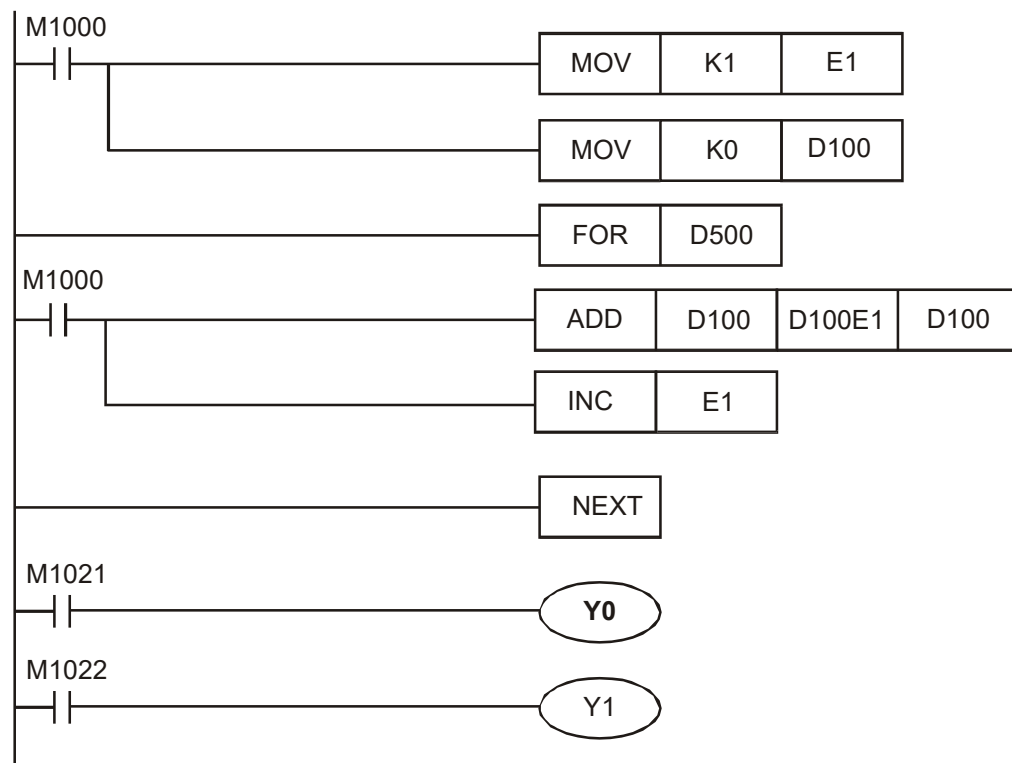 M1000
MOV K1 E1
MOV K0 D100
FOR D500
M1000
ADD D100 D100E1 D100
INC E1
NEXT
M1021
Y0
M1022
Y1